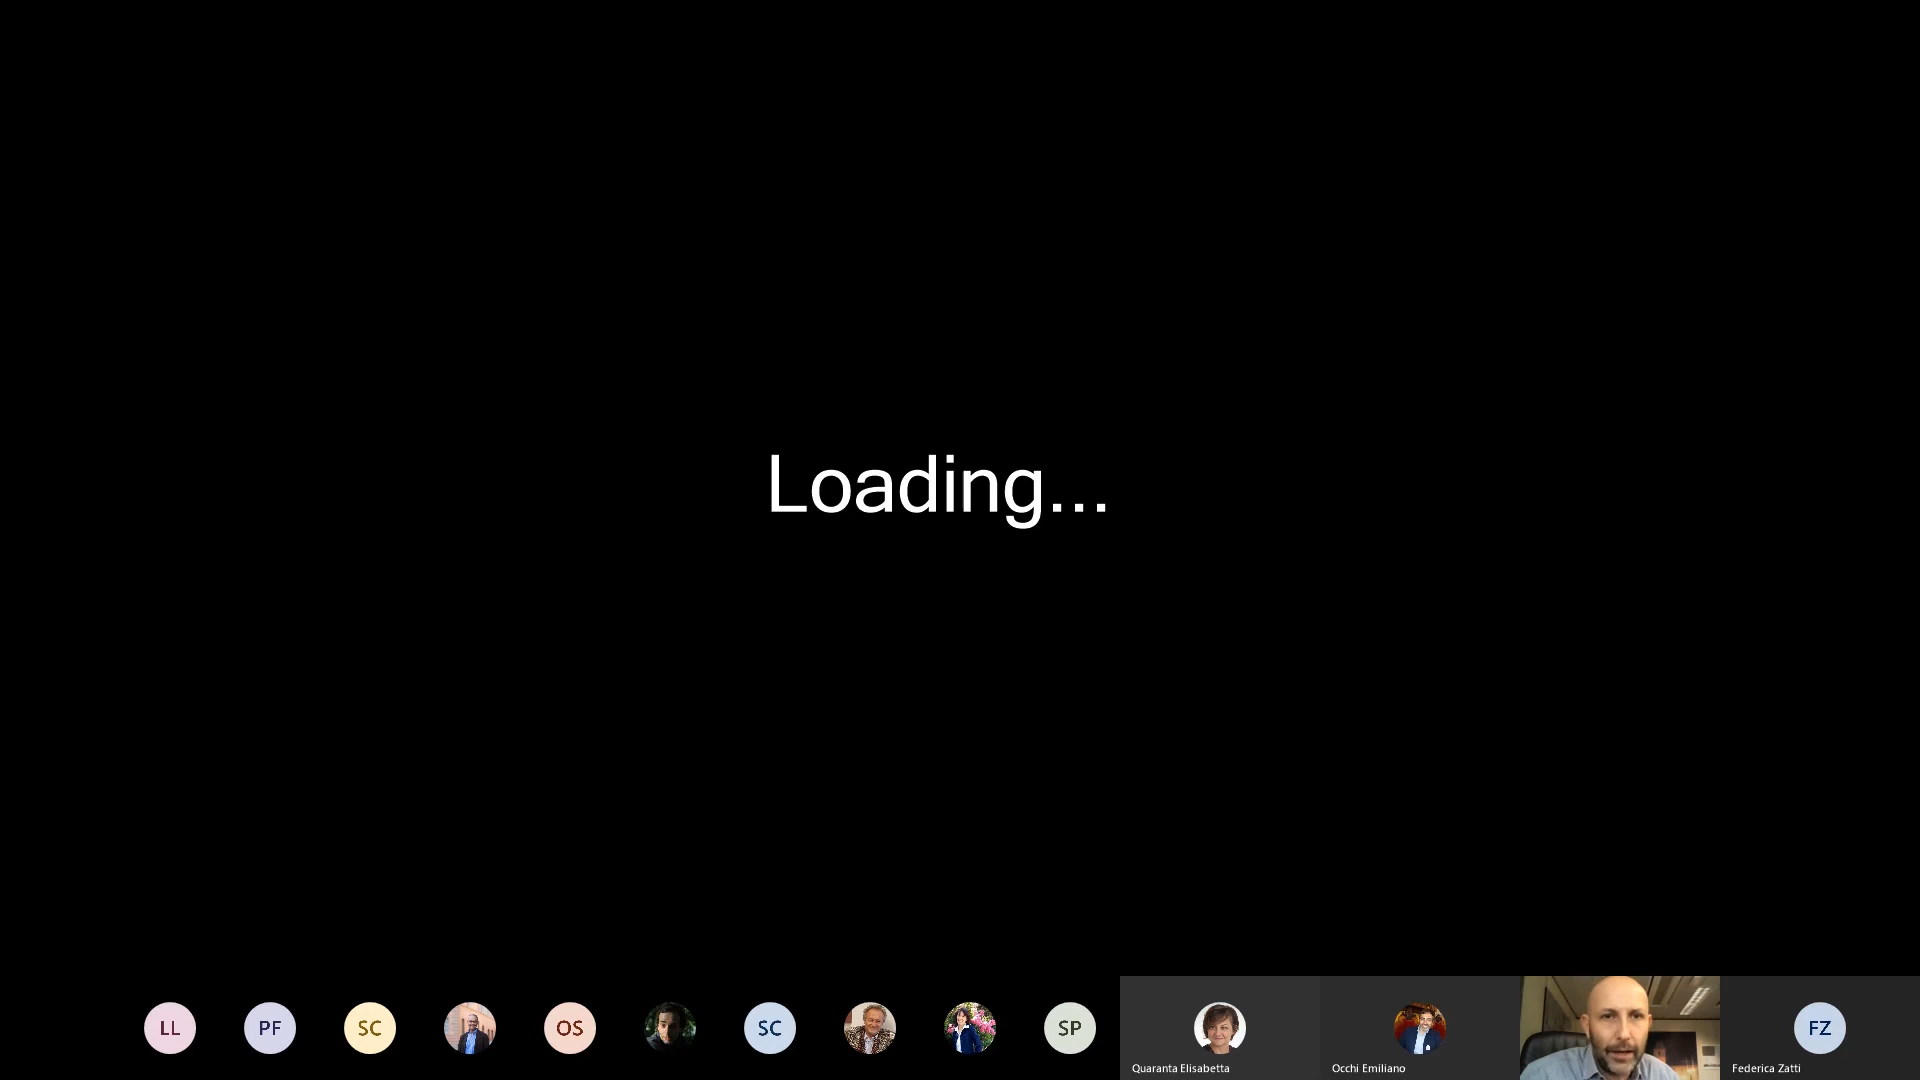 Loading...
LL
PF
SC
OS
SC
SP
FZ
Quaranta Elisabetta
Occhi Emiliano
Federica Zatti